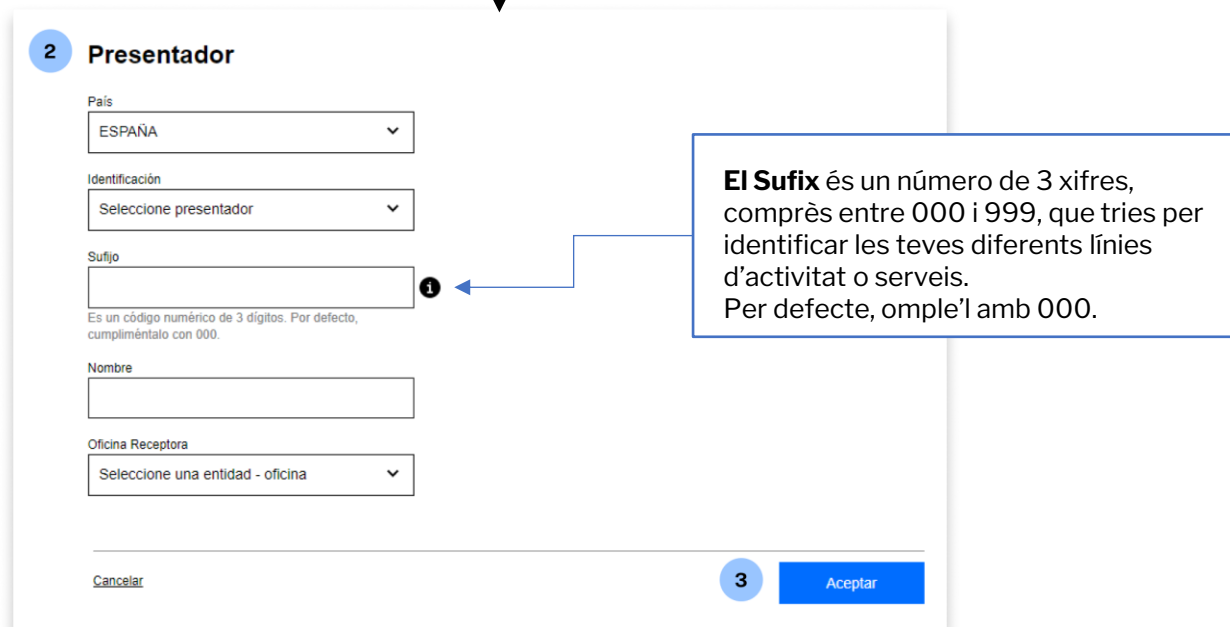 2
Presentador
País
ESPAÑA
Identificación
Seleccione presentador
Sufijo
i
Es un código numérico de 3 dígitos. Por defecto,
cumpliméntalo con 000.
Nombre
Oficina Receptora
Seleccione una entidad - oficina
Cancelar
3
Aceptar
El Sufix és un número de 3 xifres,
comprès entre 000 i 999, que tries per
identificar les teves diferents línies
d’activitat o serveis.
Per defecte, omple’l amb 000.